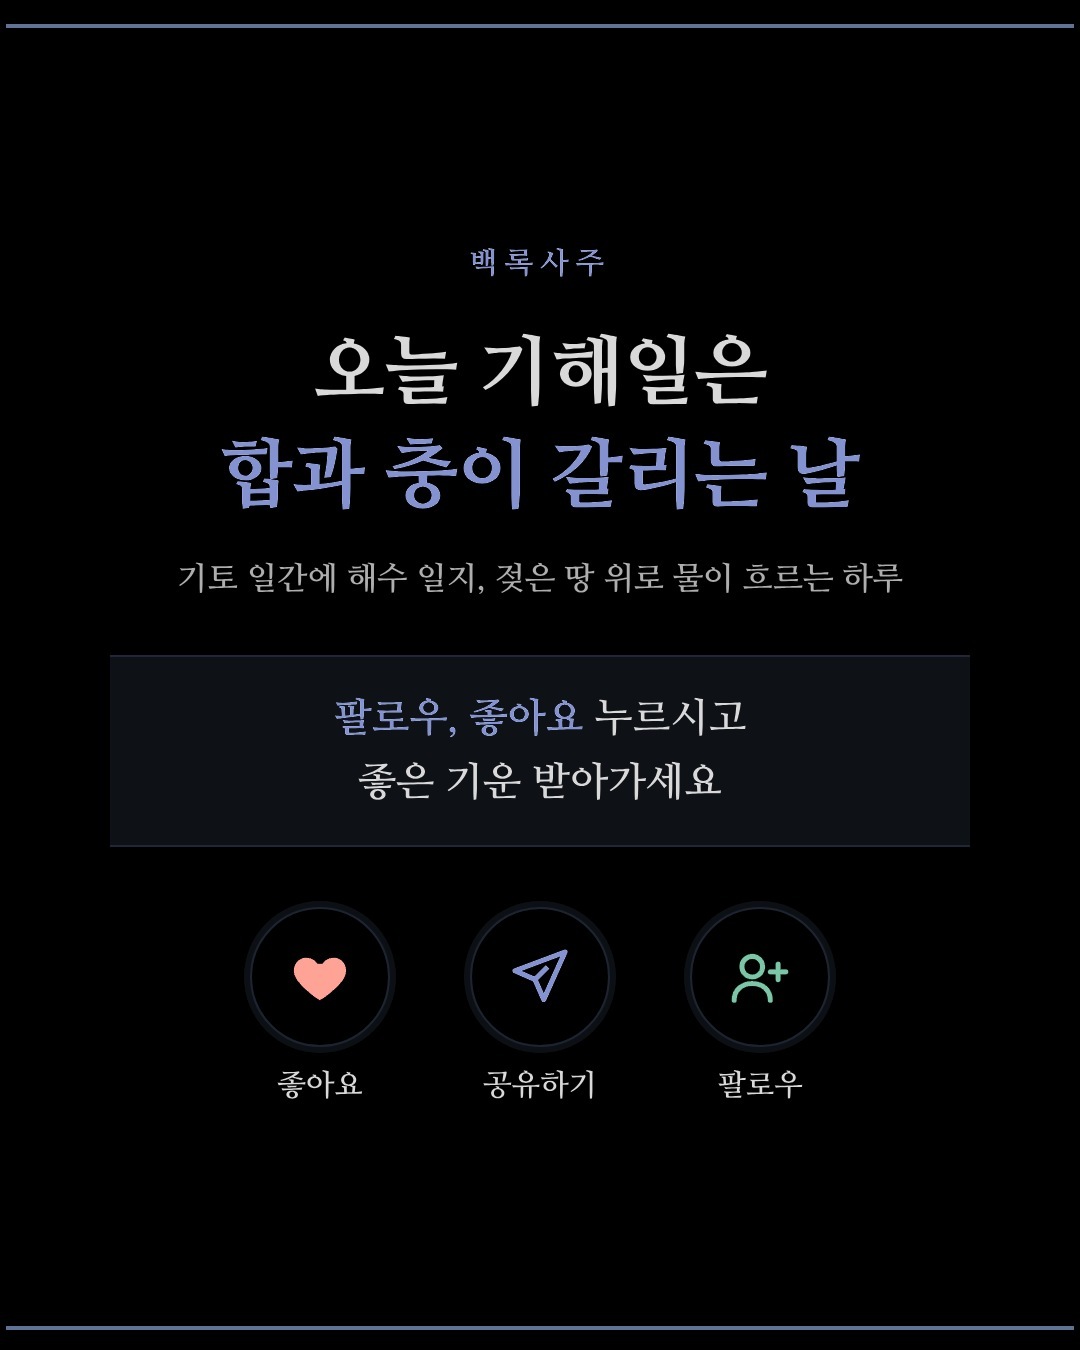 백록사주
오늘 기해일은
합과 충이 갈리는 날
기토 일간에 해수 일지, 젖은 땅 위로 물이 흐르는 하루
팔로우, 좋아요 누르시고
좋은 기운 받아가세요
좋아요 공유하기 팔로우